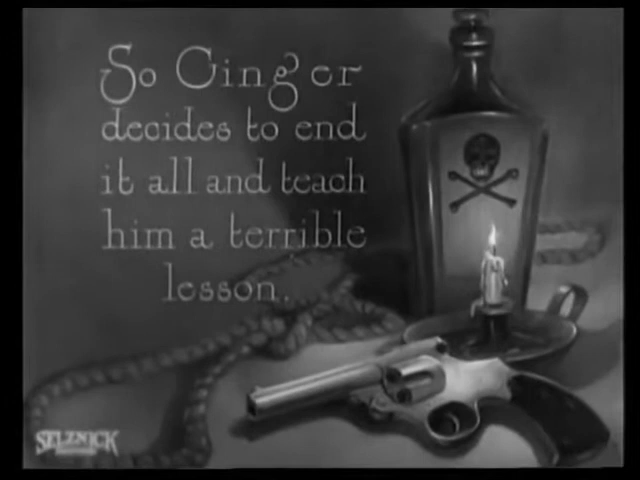 So Ginger
decides to end
it all and teach
him a terrible
lesson.
SELZNICK